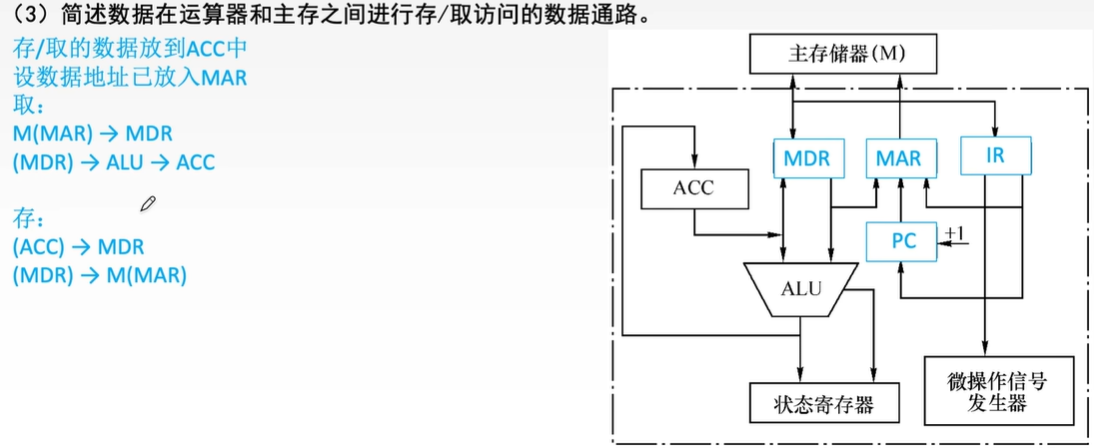 （3）简述数据在运算器和主存之间进行存/取访问的数据通路。
存/取的数据放到ACC中
设数据地址已放入MAR
取：
M(MAR) → MDR
(MDR) → ALU → ACC
存：
(ACC) → MDR
(MDR) → M(MAR)
主存储器(M)
MDR
MAR
IR
ACC
PC
+1
ALU
微操作信号
发生器
状态寄存器